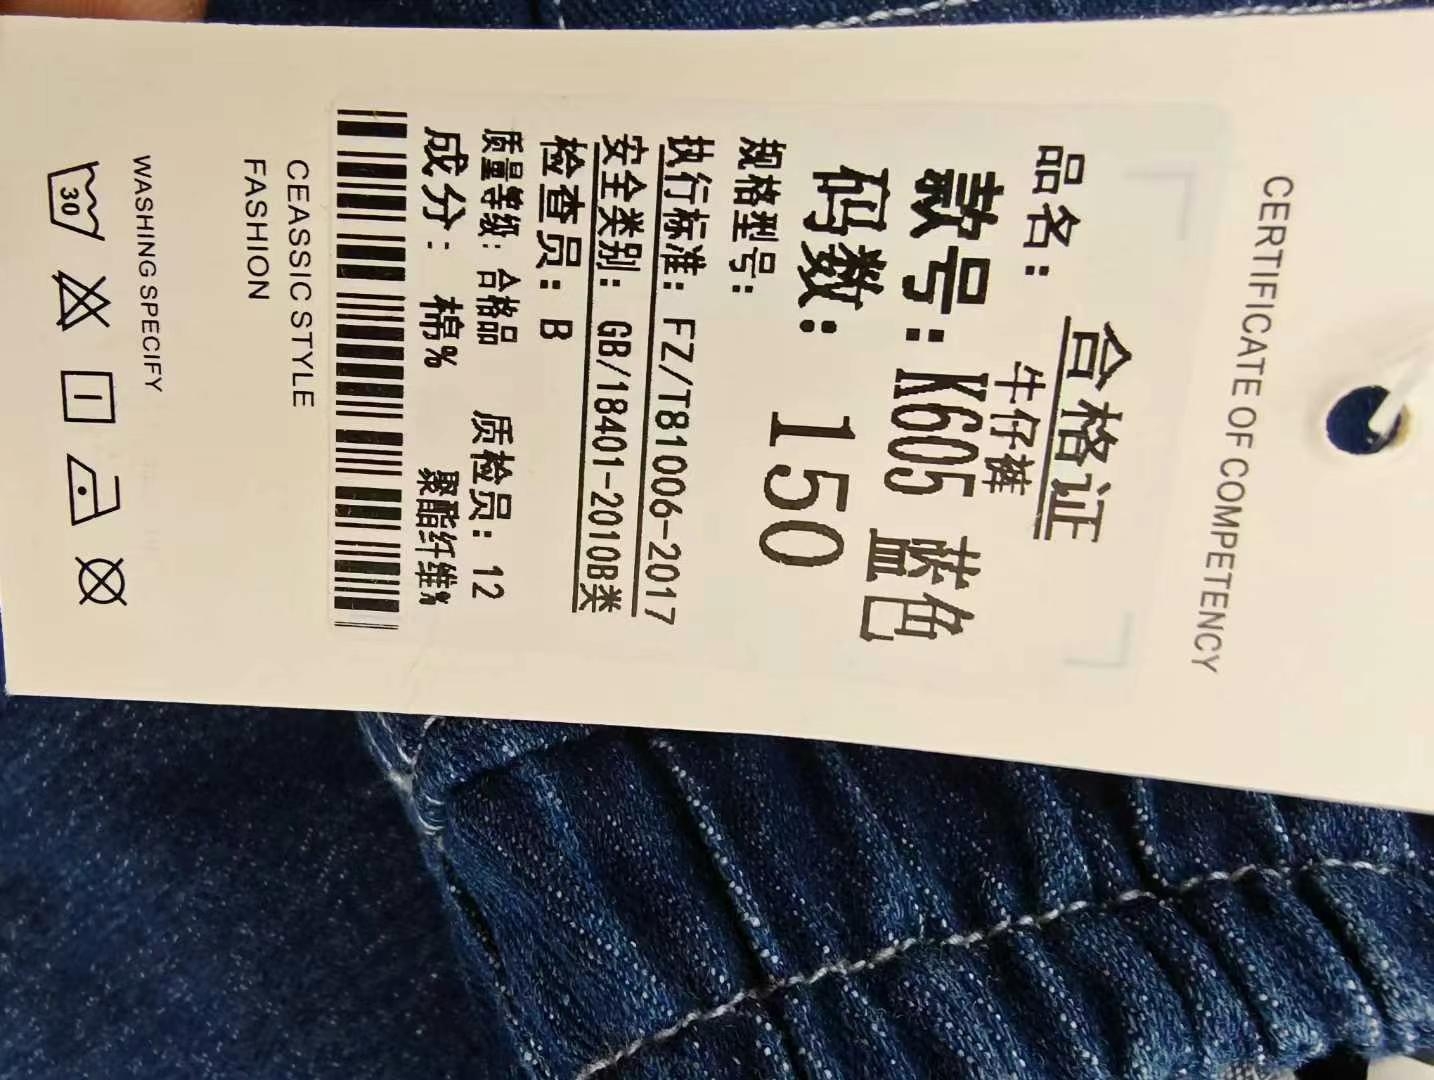 CERTIFICATE OF COMPETENCY
合格证
品名: 牛仔裤
款号: K605 蓝色
码数: 150
规格型号:
执行标准: FZ/T81006-2017
安全类别: GB/18401-2010B类
检查员: B
质量等级: 合格品 质检员: 12
成分: 棉% 聚酯纤维%
CEASSIC STYLE
FASHION
WASHING SPECIFY
30